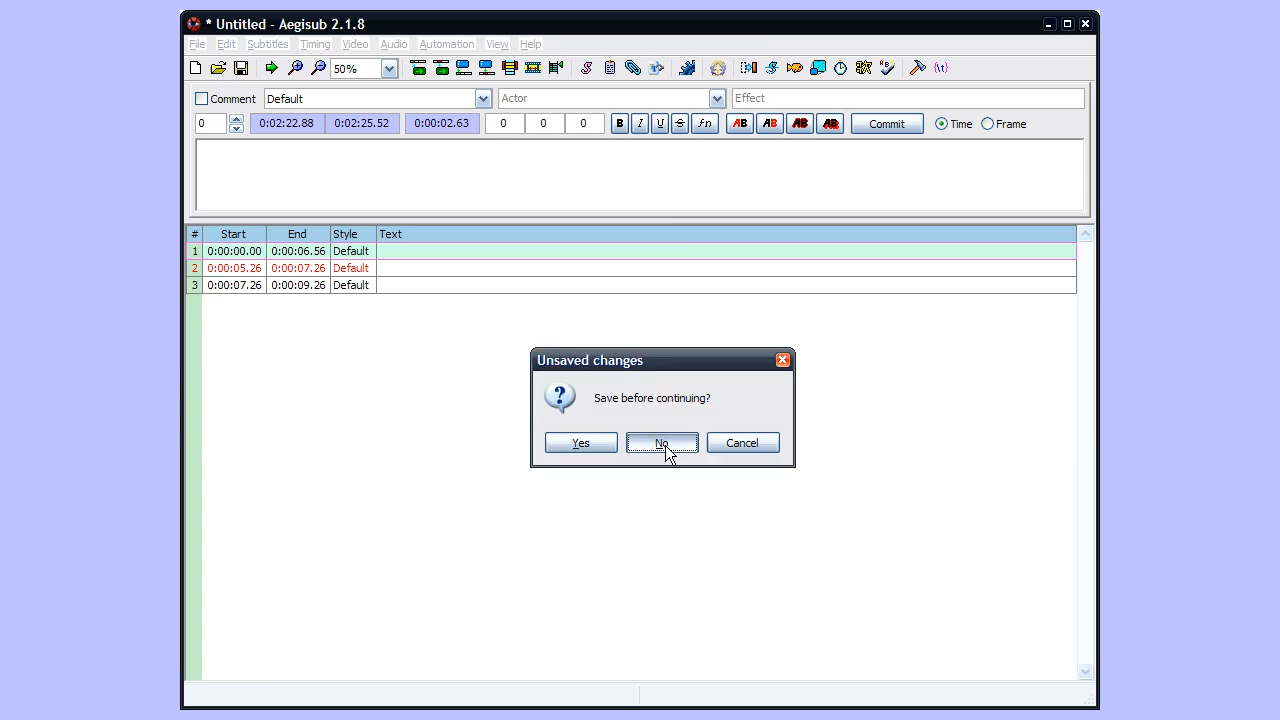 * Untitled - Aegisub 2.1.8
File Edit Subtitles Timing Video Audio Automation View Help
50%
Comment Default Actor Effect
0 0:02:22.88 0:02:25.52 0:00:02.63 0 0 0 B I U S fn AB AB AB AB Commit Time Frame
# Start End Style Text
1 0:00:00.00 0:00:06.56 Default
2 0:00:05.26 0:00:07.26 Default
3 0:00:07.26 0:00:09.26 Default
Unsaved changes
? Save before continuing?
Yes No Cancel